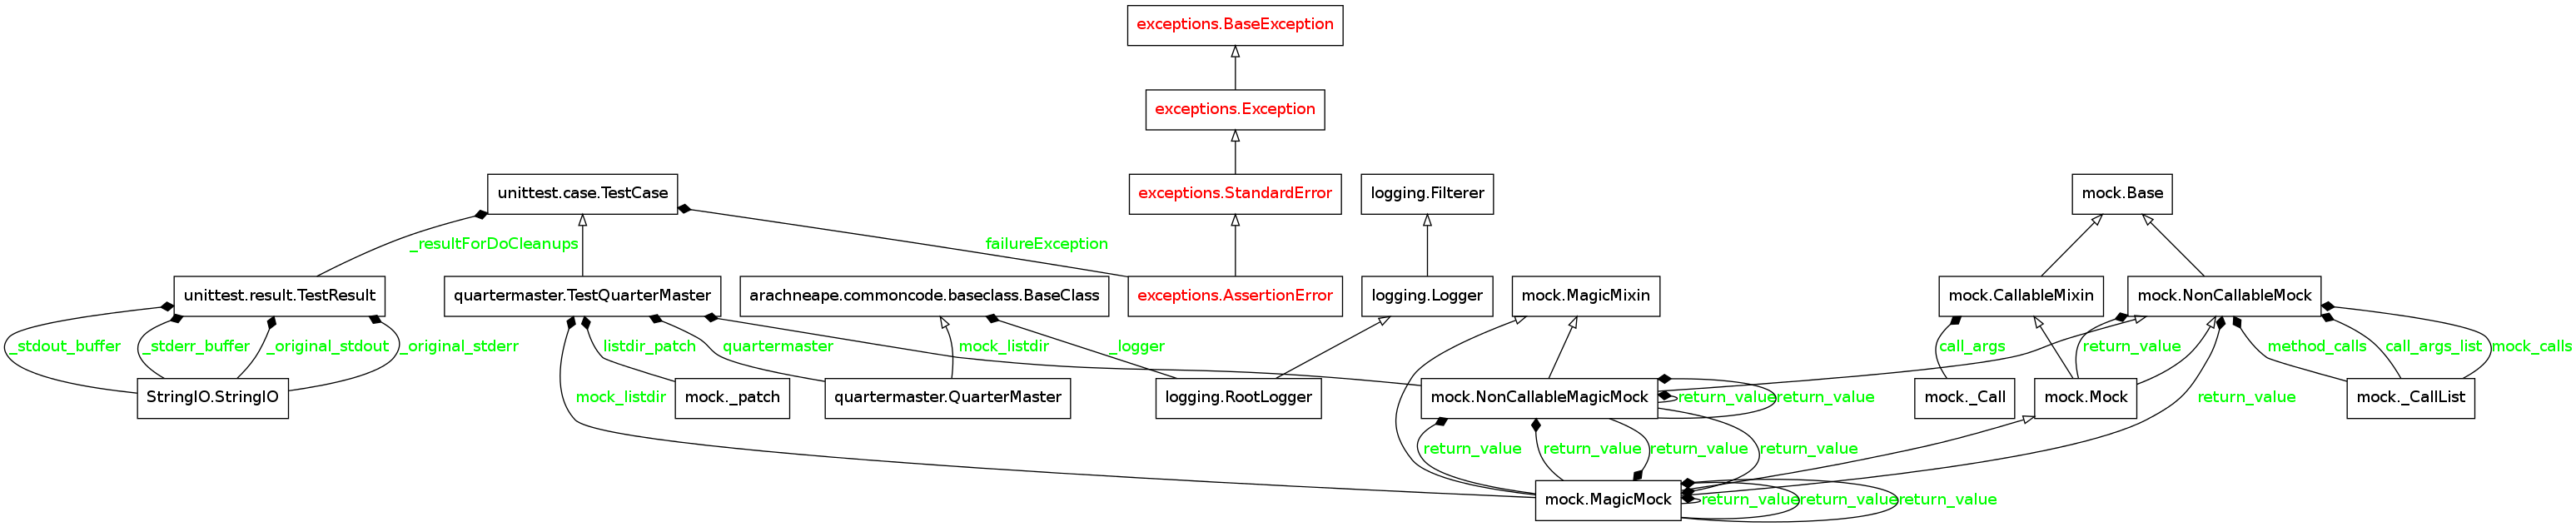 exceptions.BaseException
exceptions.Exception
unittest.case.TestCase
exceptions.StandardError
logging.Filterer
mock.Base
_resultForDoCleanups
failureException
unittest.result.TestResult
quartermaster.TestQuarterMaster
arachneape.commoncode.baseclass.BaseClass
exceptions.AssertionError
logging.Logger
mock.MagicMixin
mock.CallableMixin
mock.NonCallableMock
_stdout_buffer
_stderr_buffer
_original_stdout
_original_stderr
listdir_patch
quartermaster
mock_listdir
_logger
call_args
return_value
method_calls
call_args_list
mock_calls
StringIO.StringIO
mock_listdir
mock._patch
quartermaster.QuarterMaster
logging.RootLogger
mock.NonCallableMagicMock
return_value
return_value
mock._Call
mock.Mock
return_value
mock._CallList
return_value
return_value
return_value
return_value
mock.MagicMock
return_value
return_value
return_value